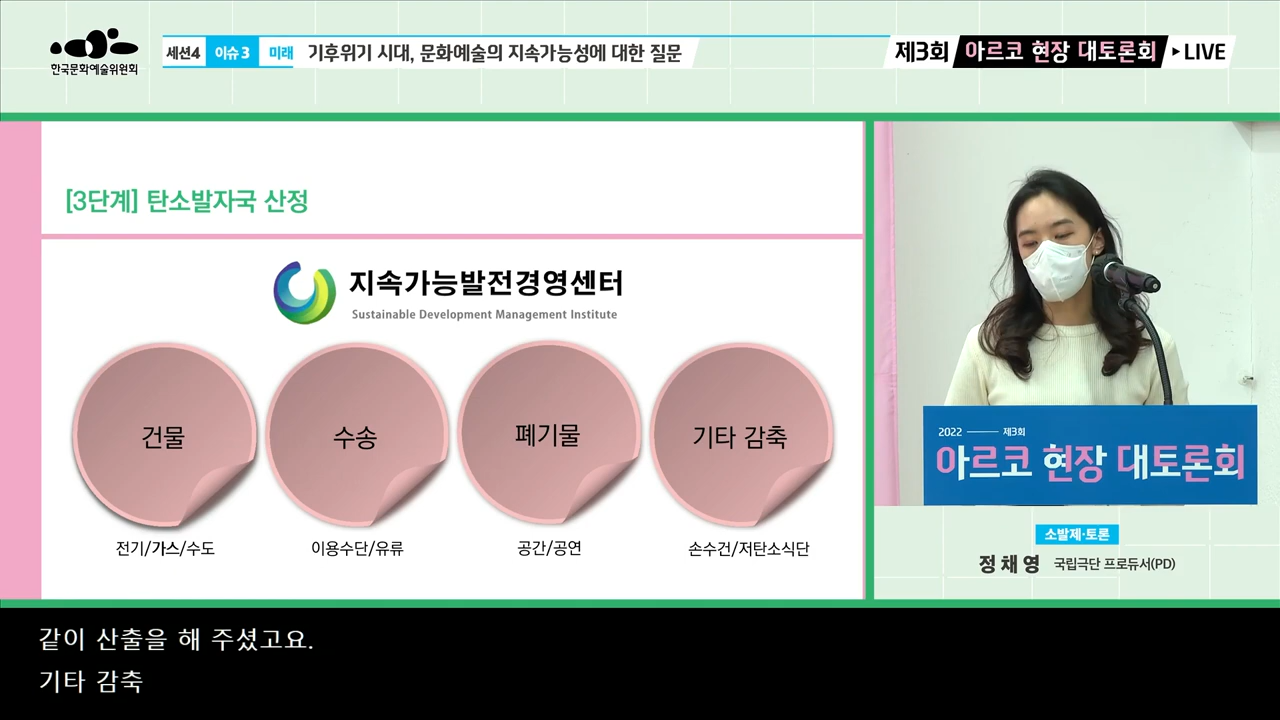 한국문화예술위원회
세션4 이슈 3 미래 기후위기 시대, 문화예술의 지속가능성에 대한 질문
제3회 아르코 현장 대토론회 LIVE
[3단계] 탄소발자국 산정
지속가능발전경영센터
Sustainable Development Management Institute
건물 수송 폐기물 기타 감축
전기/가스/수도 이용수단/유류 공간/공연 손수건/저탄소식단
2022 제3회
아르코 현장 대토론회
소발제·토론
정채영 국립극단 프로듀서(PD)
같이 산출을 해 주셨고요.
기타 감축